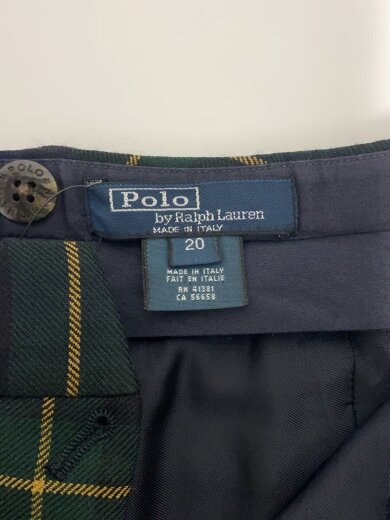 POLO
Polo
by Ralph Lauren
MADE IN ITALY
20
MADE IN ITALY
FAIT EN ITALIE
RN 41381
CA 56658